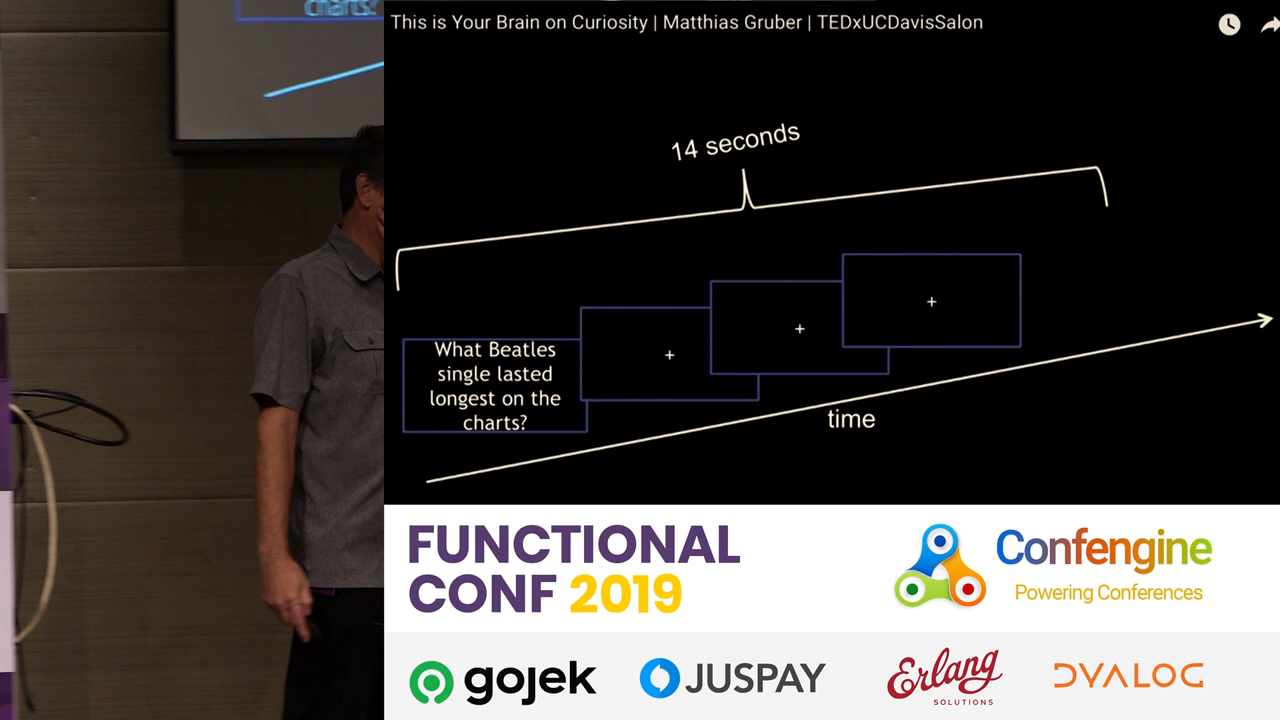 charts?
This is Your Brain on Curiosity | Matthias Gruber | TEDxUCDavisSalon
14 seconds
What Beatles
single lasted
longest on the
charts?
time
FUNCTIONAL
CONF 2019
Confengine
Powering Conferences
gojek
JUSPAY
Erlang
SOLUTIONS
DYALOG